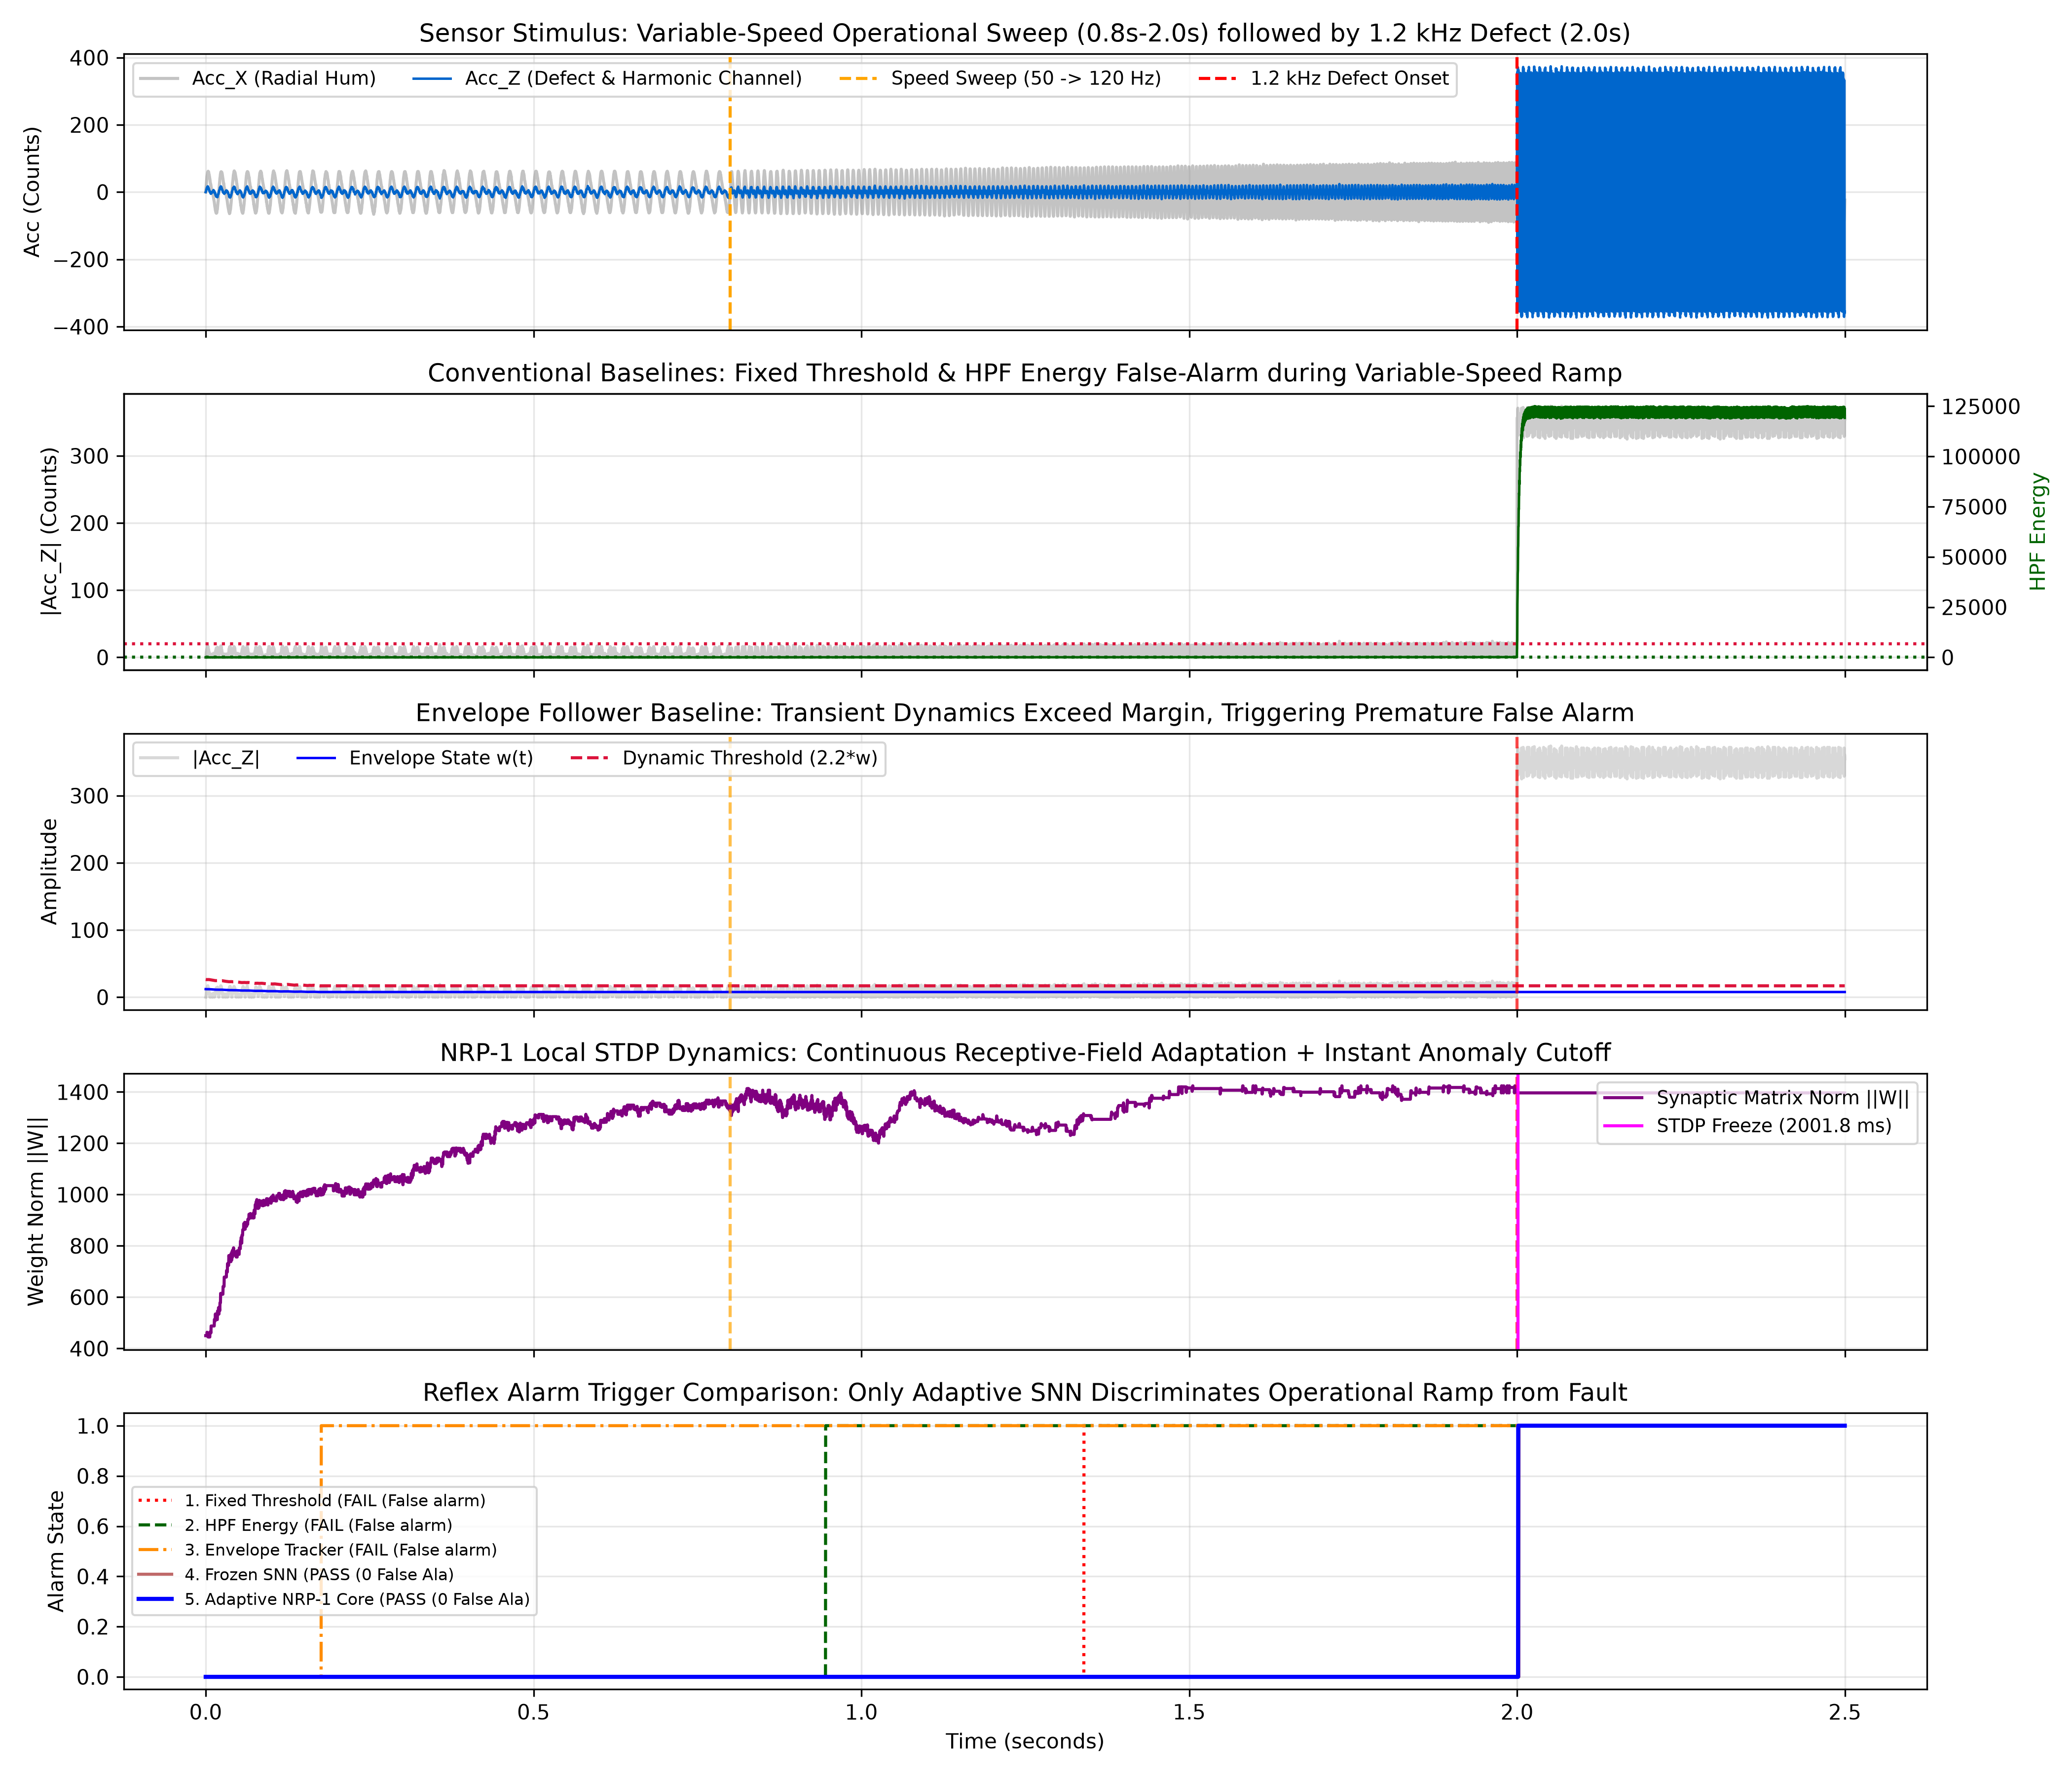 Sensor Stimulus: Variable-Speed Operational Sweep (0.8s-2.0s) followed by 1.2 kHz Defect (2.0s)
400
200
0
−200
−400
Acc (Counts)
Acc_X (Radial Hum)
Acc_Z (Defect & Harmonic Channel)
Speed Sweep (50 -> 120 Hz)
1.2 kHz Defect Onset
Conventional Baselines: Fixed Threshold & HPF Energy False-Alarm during Variable-Speed Ramp
300
200
100
0
|Acc_Z| (Counts)
125000
100000
75000
50000
25000
0
HPF Energy
Envelope Follower Baseline: Transient Dynamics Exceed Margin, Triggering Premature False Alarm
300
200
100
0
Amplitude
|Acc_Z|
Envelope State w(t)
Dynamic Threshold (2.2*w)
NRP-1 Local STDP Dynamics: Continuous Receptive-Field Adaptation + Instant Anomaly Cutoff
1400
1200
1000
800
600
400
Weight Norm ||W||
Synaptic Matrix Norm ||W||
STDP Freeze (2001.8 ms)
Reflex Alarm Trigger Comparison: Only Adaptive SNN Discriminates Operational Ramp from Fault
1.0
0.8
0.6
0.4
0.2
0.0
Alarm State
1. Fixed Threshold (FAIL (False alarm)
2. HPF Energy (FAIL (False alarm)
3. Envelope Tracker (FAIL (False alarm)
4. Frozen SNN (PASS (0 False Ala)
5. Adaptive NRP-1 Core (PASS (0 False Ala)
0.0
0.5
1.0
1.5
2.0
2.5
Time (seconds)